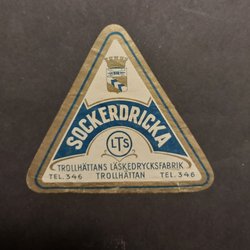 SOCKERDRICKA
LTS
TROLLHÄTTANS LÄSKEDRYCKSFABRIK
TEL. 346 TROLLHÄTTAN TEL. 346